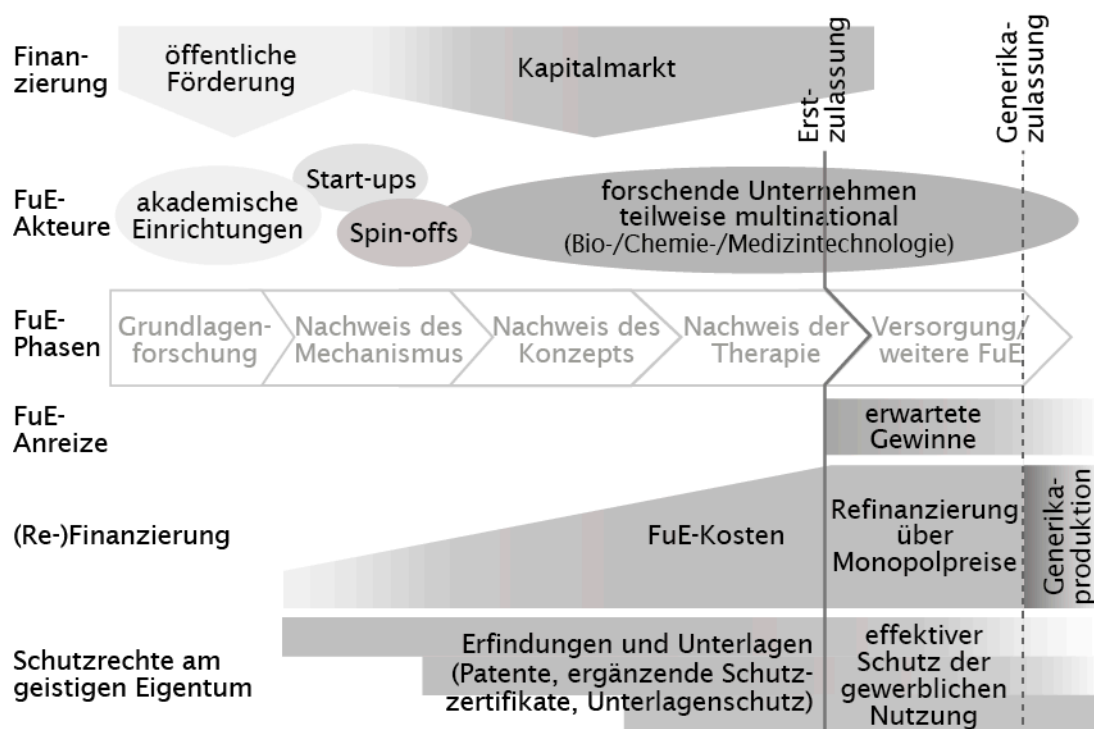 Finan-
zierung
öffentliche
Förderung
Kapitalmarkt
Erst-
zulassung
Generika-
zulassung
FuE-
Akteure
akademische
Einrichtungen
Start-ups
Spin-offs
forschende Unternehmen
teilweise multinational
(Bio-/Chemie-/Medizintechnologie)
FuE-
Phasen
Grundlagen-
forschung
Nachweis des
Mechanismus
Nachweis des
Konzepts
Nachweis der
Therapie
Versorgung/
weitere FuE
FuE-
Anreize
erwartete
Gewinne
(Re-)Finanzierung
FuE-Kosten
Refinanzierung
über
Monopolpreise
Generika-
produktion
Schutzrechte am
geistigen Eigentum
Erfindungen und Unterlagen
(Patente, ergänzende Schutz-
zertifikate, Unterlagenschutz)
effektiver
Schutz der
gewerblichen
Nutzung